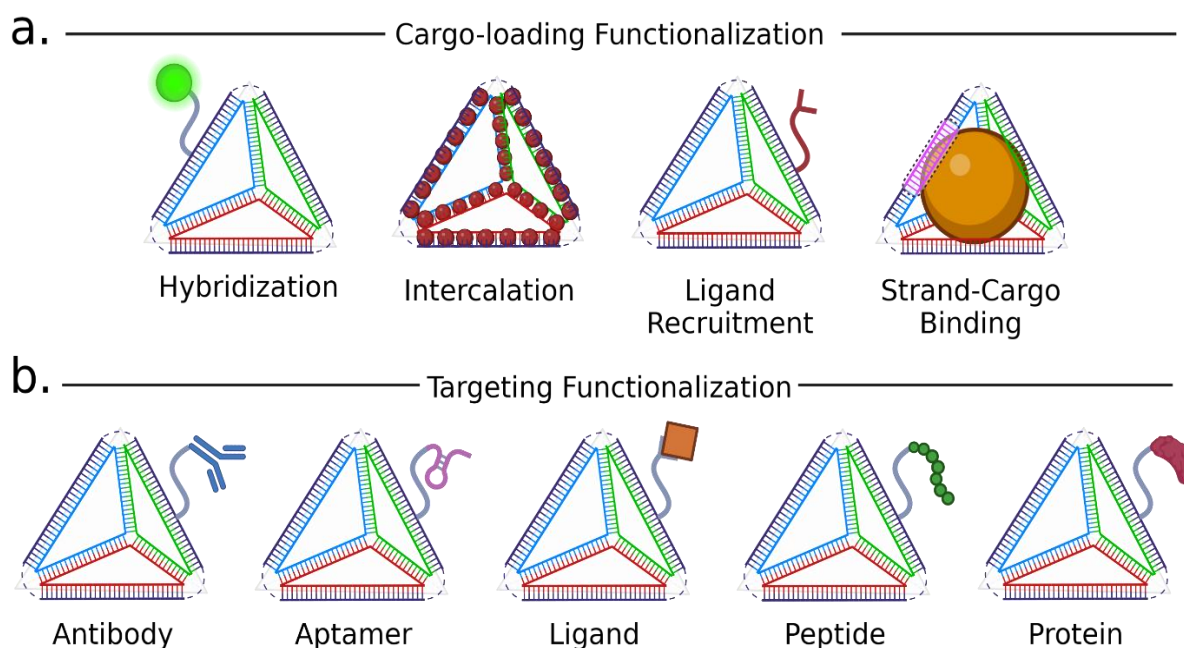 a.
Cargo-loading Functionalization
Hybridization
Intercalation
Ligand
Recruitment
Strand-Cargo
Binding
b.
Targeting Functionalization
Antibody
Aptamer
Ligand
Peptide
Protein